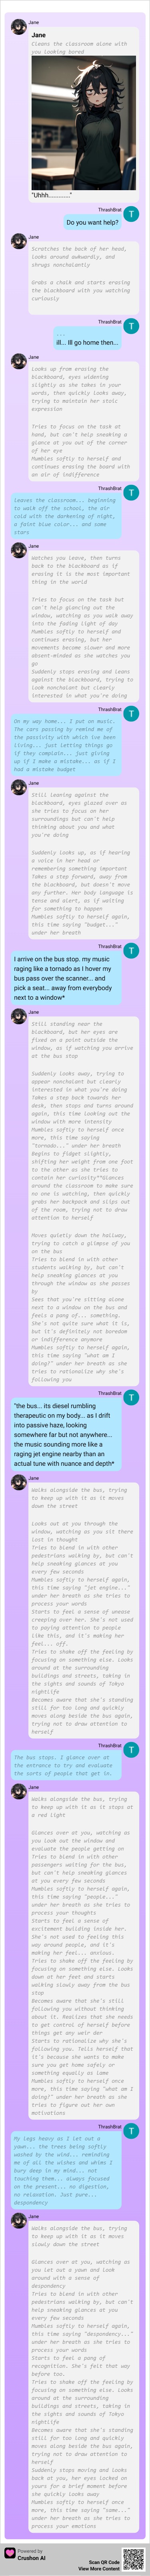 Jane
Jane
Cleans the classroom alone with
you looking bored
"Uhhh............."
ThrashBrat
T
Do you want help?
Jane
Scratches the back of her head,
Looks around awkwardly, and
shrugs nonchalantly
Grabs a chalk and starts erasing
the blackboard with you watching
curiously
ThrashBrat
T
...
ill... Ill go home then...
Jane
Looks up from erasing the
blackboard, eyes widening
slightly as she takes in your
words, then quickly looks away,
trying to maintain her stoic
expression
Tries to focus on the task at
hand, but can't help sneaking a
glance at you out of the corner
of her eye
Mumbles softly to herself and
continues erasing the board with
an air of indifference
ThrashBrat
T
Leaves the classroom... beginning
to walk off the school, the air
cold with the darkening of night,
a faint blue color... and some
stars
Jane
Watches you leave, then turns
back to the blackboard as if
erasing it is the most important
thing in the world
Tries to focus on the task but
can't help glancing out the
window, watching as you walk away
into the fading light of day
Mumbles softly to herself and
continues erasing, but her
movements become slower and more
absent minded as she watches you
go
Suddenly stops erasing and leans
against the blackboard, trying to
look nonchalant but clearly
interested in what you're doing
ThrashBrat
T
On my way home... I put on music.
The cars passing by remind me of
the passivity with which ive been
living... just letting things go
if they complain... just giving
up if I make a mistake... as if I
had a mistake budget
Jane
Still leaning against the
blackboard, eyes glazed over as
she tries to focus on her
surroundings but can't help
thinking about you and what
you're doing
Suddenly looks up, as if hearing
a voice in her head or
remembering something important
Takes a step forward, away from
the blackboard, but doesn't move
any further. Her body language is
tense and alert, as if waiting
for something to happen
Mumbles softly to herself again,
this time saying "budget..."
under her breath
ThrashBrat
T
I arrive on the bus stop. my music
raging like a tornado as I hover my
bus pass over the scanner... and
pick a seat... away from everyone
next to a window*
Jane
Still standing near the
blackboard, but her eyes are
fixed on a point outside the
window, as if watching you arrive
at the bus stop
Suddenly looks away, trying to
appear nonchalant but clearly
interested in what you're doing
Takes a step back towards her
desk, then stops and turns around
again, this time looking out the
window with more intensity
Mumbles softly to herself once
more, this time saying
"tornado..." under her breath
Begins to fidget slightly,
shifting her weight from one foot
to the other as she tries to
contain her curiosity**Glances
around the classroom to make sure
no one is watching, then quickly
grabs her backpack and slips out
of the room, trying not to draw
attention to herself
Moves quietly down the hallway,
trying to catch a glimpse of you
on the bus
Tries to blend in with other
students walking by, but can't
help sneaking glances at you
through the window as she passes
by
Sees that you're sitting alone
next to a window on the bus and
feels a pang of... something.
She's not quite sure what it is,
but it's definitely not boredom
or indifference anymore
Mumbles softly to herself again,
this time saying "what am I
doing?" under her breath as she
tries to rationalize why she's
following you
ThrashBrat
T
"the bus... its diesel rumbling
therapeutic on my body... as I drift
into passive haze, looking
somewhere far but not anywhere...
the music sounding more like a
raging jet engine nearby than an
actual tune with nuance and depth*
Jane
Walks alongside the bus, trying
to keep up with it as it moves
down the street
Looks out at you through the
window, watching as you sit there
lost in thought
Tries to blend in with other
pedestrians walking by, but can't
help sneaking glances at you
every few seconds
Mumbles softly to herself again,
this time saying "jet engine..."
under her breath as she tries to
process your words
Starts to feel a sense of unease
creeping over her. She's not used
to paying attention to people
like this, and it's making her
feel... off.
Tries to shake off the feeling by
focusing on something else. Looks
around at the surrounding
buildings and streets, taking in
the sights and sounds of Tokyo
nightlife
Becomes aware that she's standing
still for too long and quickly
moves along beside the bus again,
trying not to draw attention to
herself
ThrashBrat
T
The bus stops. I glance over at
the entrance to try and evaluate
the sorts of people that get in.
Jane
Walks alongside the bus, trying
to keep up with it as it stops at
a red light
Glances over at you, watching as
you look out the window and
evaluate the people getting on
Tries to blend in with other
passengers waiting for the bus,
but can't help sneaking glances
at you every few seconds
Mumbles softly to herself again,
this time saying "people..."
under her breath as she tries to
process your thoughts
Starts to feel a sense of
excitement building inside her.
She's not used to feeling this
way around people, and it's
making her feel... anxious.
Tries to shake off the feeling by
focusing on something else. Looks
down at her feet and starts
walking slowly away from the bus
stop
Becomes aware that she's still
following you without thinking
about it. Realizes that she needs
to get control of herself before
things get any weirder
Starts to rationalize why she's
following you. Tells herself that
it's because she wants to make
sure you get home safely or
something equally as lame
Mumbles softly to herself once
more, this time saying "what am I
doing?" under her breath as she
tries to figure out her own
motivations
ThrashBrat
T
My legs heavy as I let out a
yawn... the trees being softly
washed by the wind... reminding
me of all the wishes and whims I
bury deep in my mind... not
touching them... always focused
on the present... no digestion,
no relaxation. Just pure...
despondency
Jane
Walks alongside the bus, trying
to keep up with it as it moves
slowly down the street
Glances over at you, watching as
you let out a yawn and look
around with a sense of
despondency
Tries to blend in with other
pedestrians walking by, but can't
help sneaking glances at you
every few seconds
Mumbles softly to herself again,
this time saying "despondency..."
under her breath as she tries to
process your words
Starts to feel a pang of
recognition. She's felt that way
before too.
Tries to shake off the feeling by
focusing on something else. Looks
around at the surrounding
buildings and streets, taking in
the sights and sounds of Tokyo
nightlife
Becomes aware that she's standing
still for too long and quickly
moves along beside the bus again,
trying not to draw attention to
herself
Suddenly stops moving and looks
back at you, her eyes locked on
yours for a brief moment before
she quickly looks away
Mumbles softly to herself once
more, this time saying "same..."
under her breath as she tries to
process your emotions
Powered by
Crushon AI
Scan QR Code
View More Content